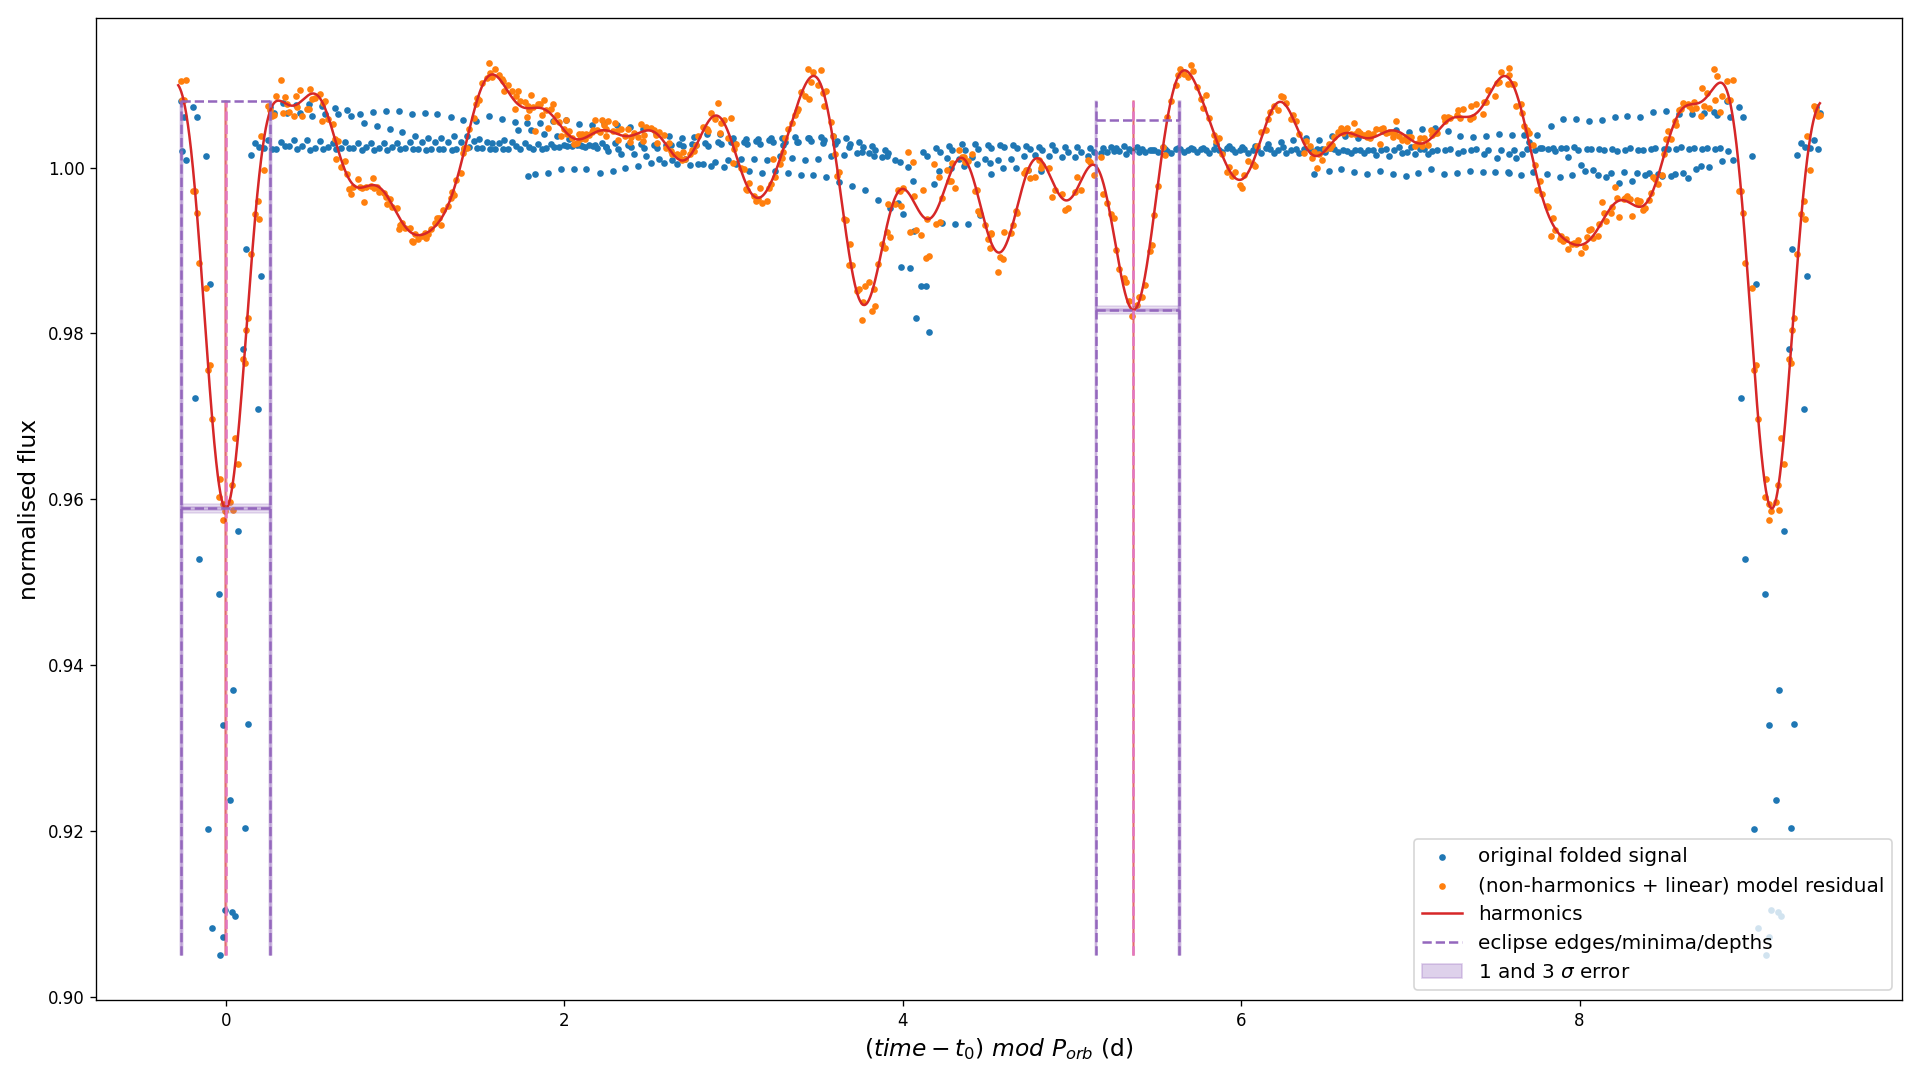 normalised flux
1.00
0.98
0.96
0.94
0.92
0.90
0 2 4 6 8
(time − t₀) mod P_orb (d)
original folded signal
(non-harmonics + linear) model residual
harmonics
eclipse edges/minima/depths
1 and 3 σ error